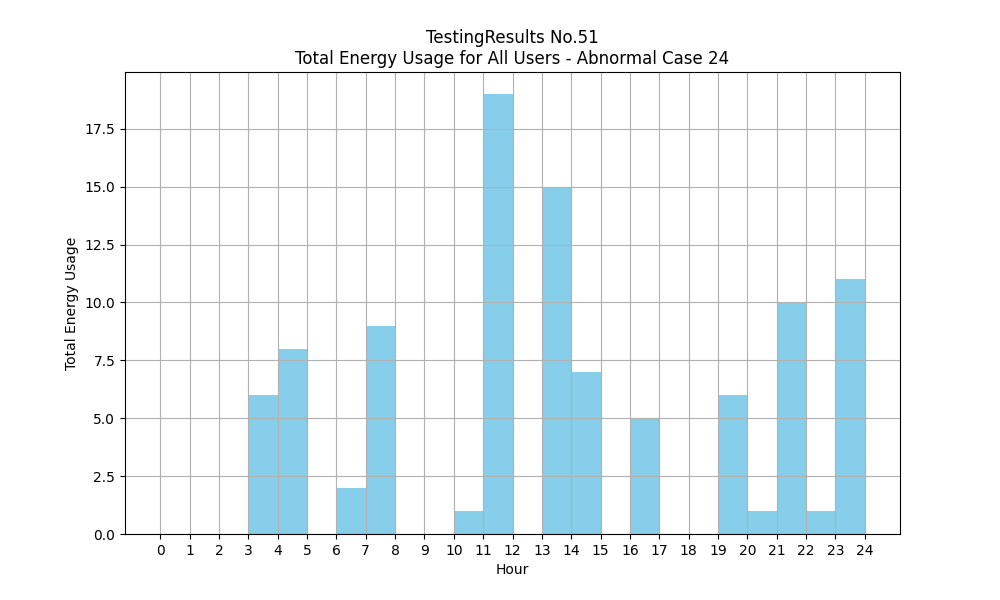 TestingResults No.51
Total Energy Usage for All Users - Abnormal Case 24
Total Energy Usage
17.5
15.0
12.5
10.0
7.5
5.0
2.5
0.0
0 1 2 3 4 5 6 7 8 9 10 11 12 13 14 15 16 17 18 19 20 21 22 23 24
Hour